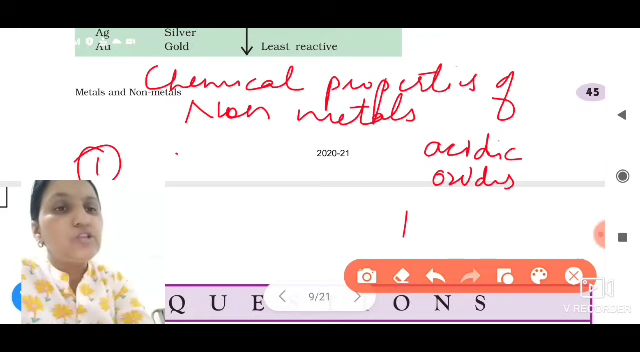 Ag Silver
Au Gold Least reactive
Chemical properties of
Metals and Non-metals 45
Non metals
2020-21 acidic
1 oxides
9/21
QUESTIONS
V RECORDER